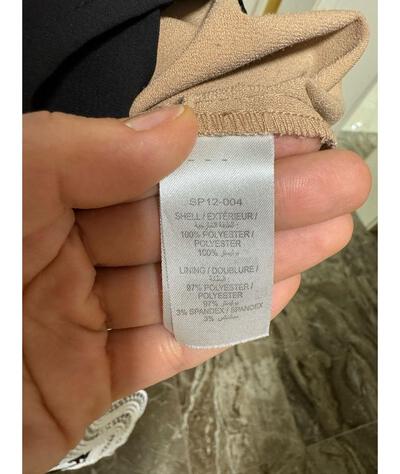 SP12-004
SHELL / EXTÉRIEUR /
100% POLYESTER /
POLYESTER
100%
LINING / DOUBLURE /
97% POLYESTER /
POLYESTER
97%
3% SPANDEX / SPANDEX
3%